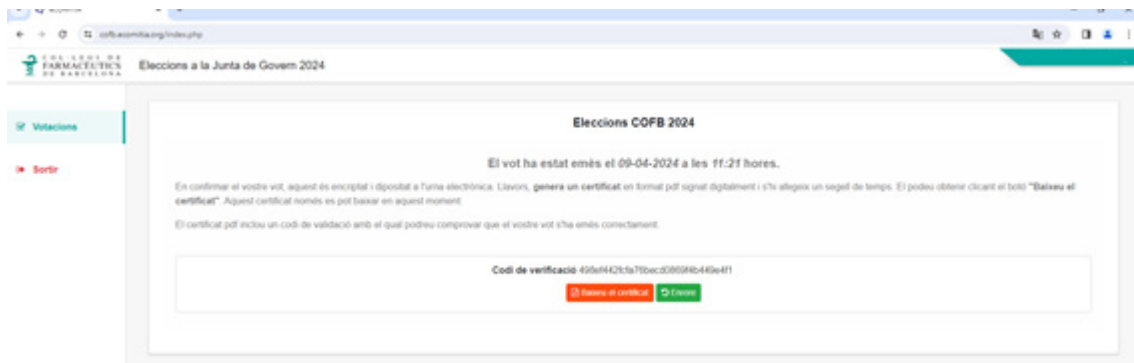 cofb.ecomitia.org/index.php
COL·LEGI DE
FARMACÈUTICS
DE BARCELONA
Eleccions a la Junta de Govern 2024
Votacions
Sortir
Eleccions COFB 2024
El vot ha estat emès el 09-04-2024 a les 11:21 hores.
En confirmar el vostre vot, aquest és encriptat i dipositat a l'urna electrònica. Llavors, genera un certificat en format pdf signat digitalment i s'hi afegeix un segell de temps. El podeu obtenir clicant el botó "Baixeu el
certificat". Aquest certificat només es pot baixar en aquest moment.
El certificat pdf inclou un codi de validació amb el qual podreu comprovar que el vostre vot s'ha emès correctament.
Codi de verificació
Baixeu el certificat